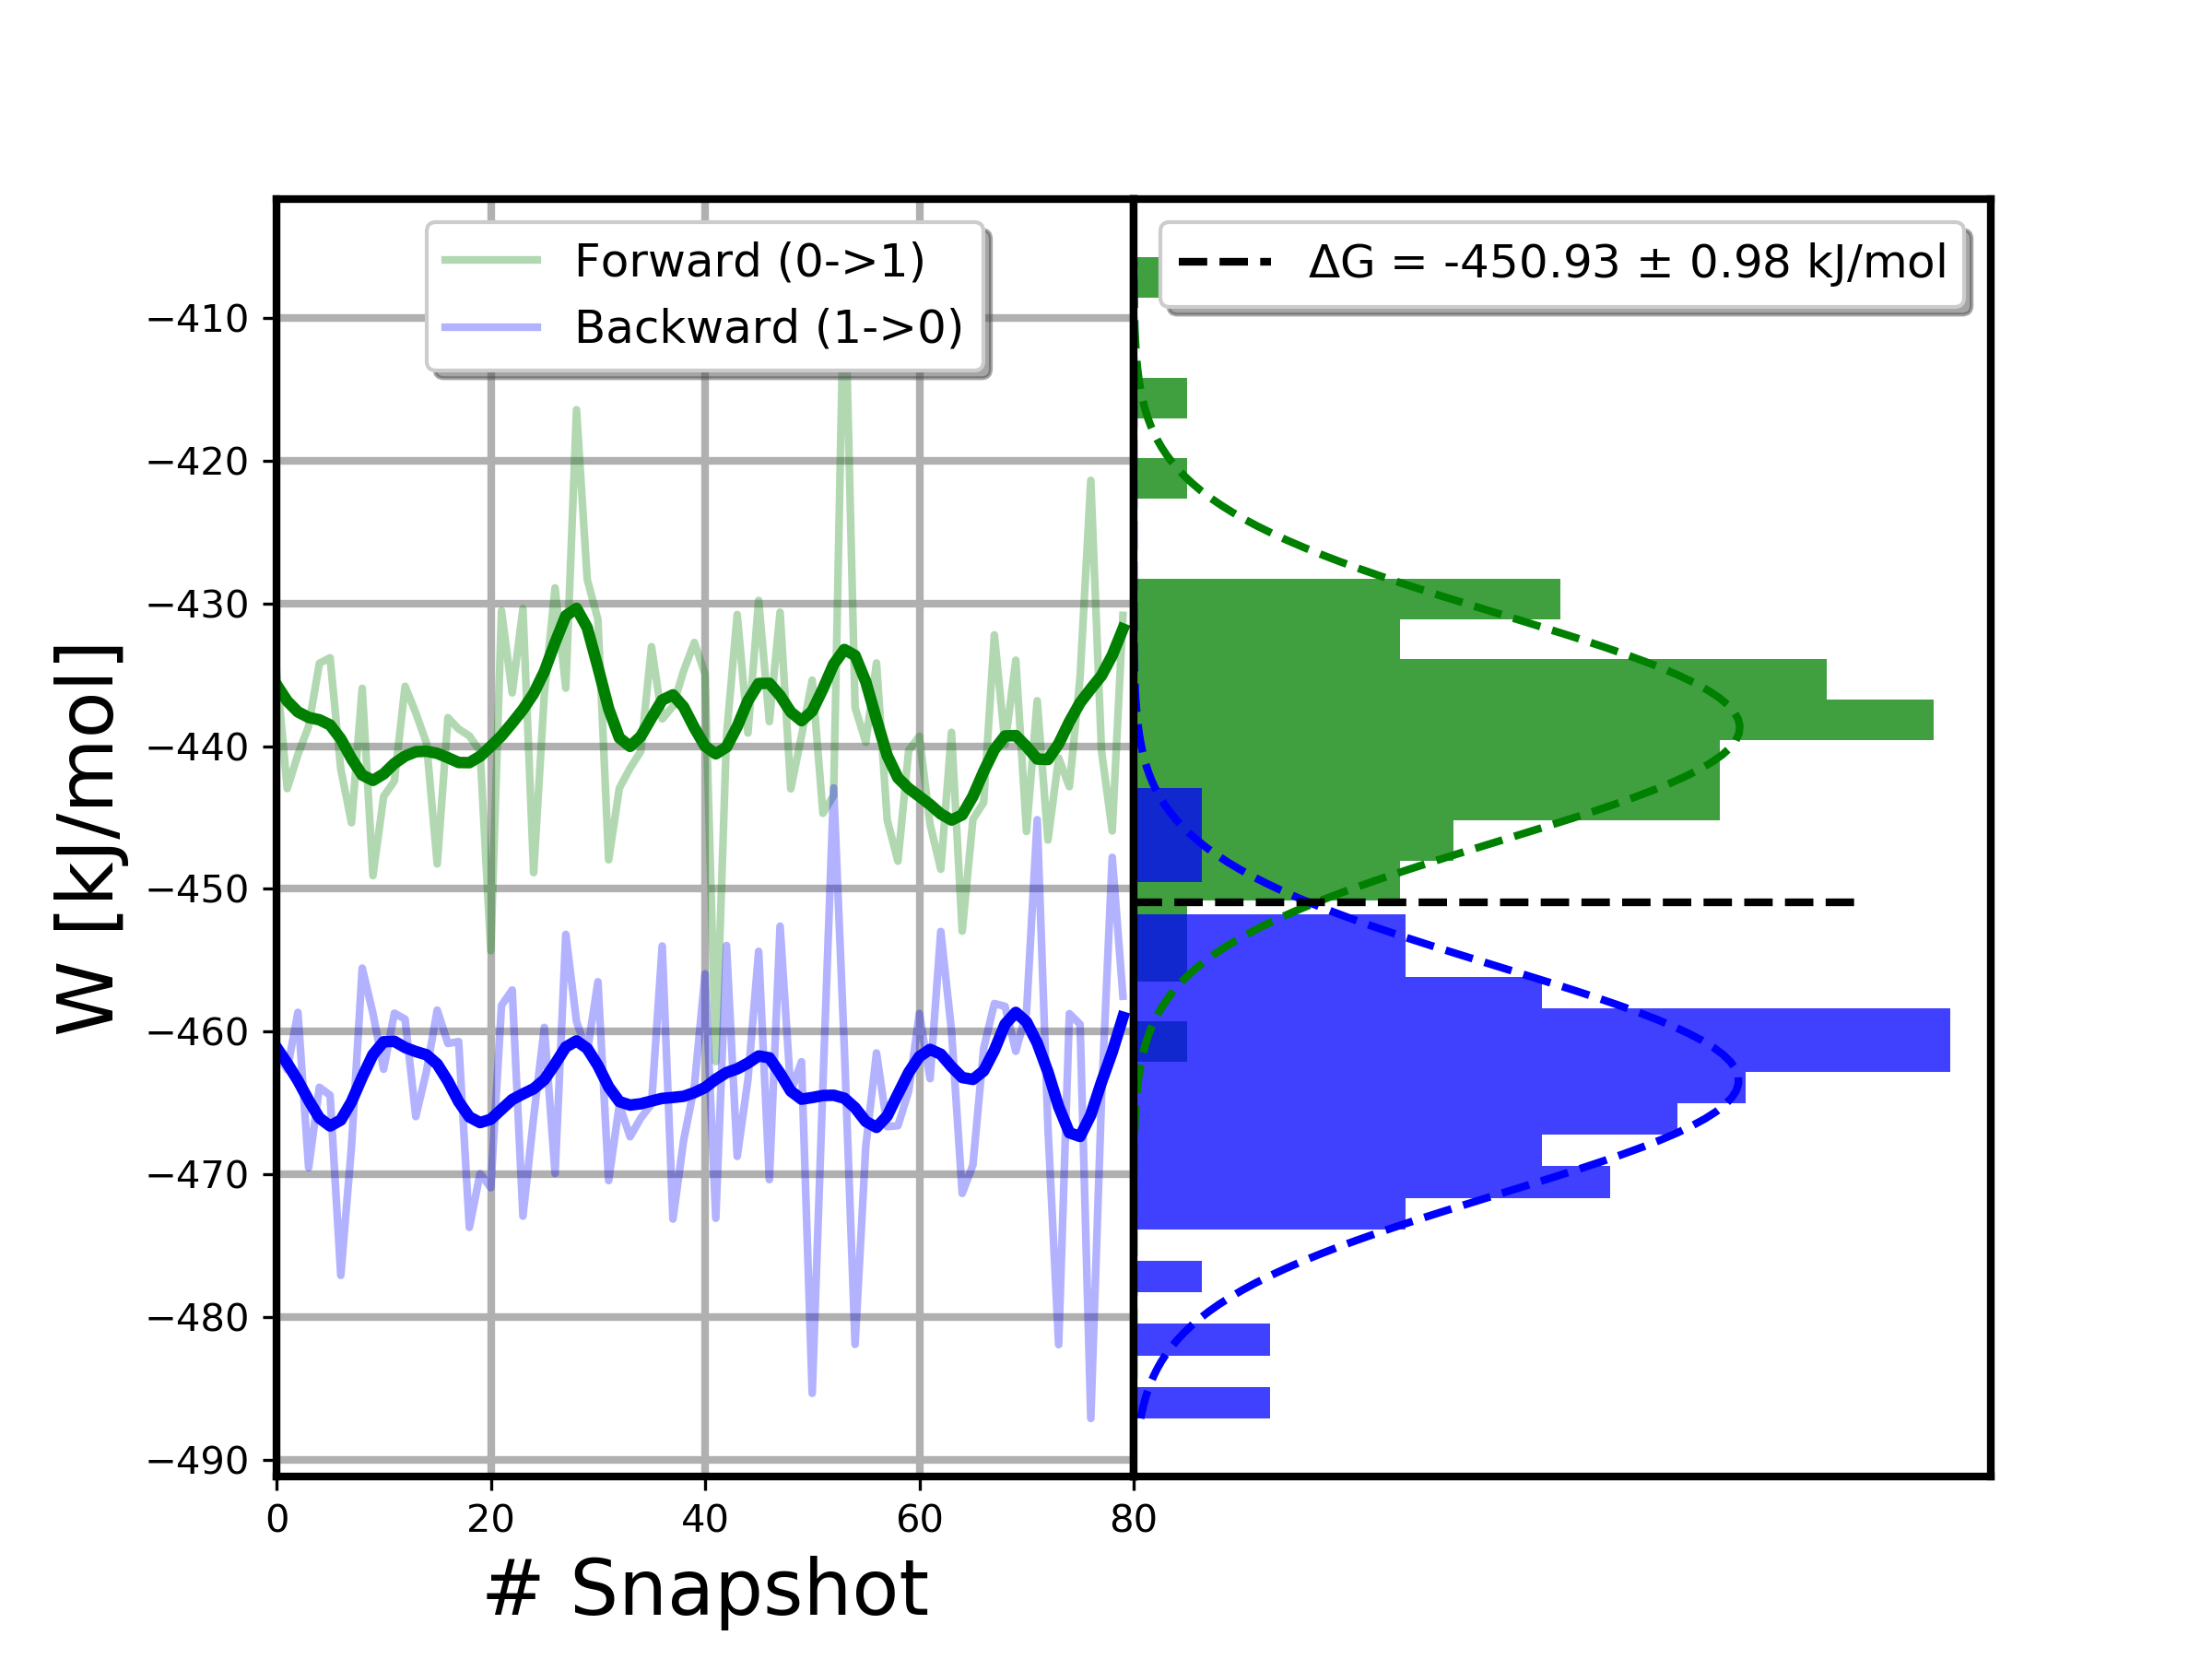 Forward (0->1)
Backward (1->0)
ΔG = -450.93 ± 0.98 kJ/mol
W [kJ/mol]
−410
−420
−430
−440
−450
−460
−470
−480
−490
0 20 40 60 80
# Snapshot